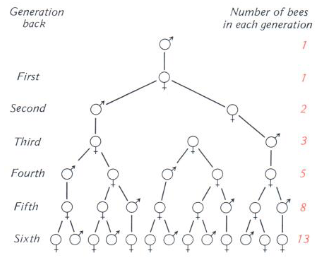 Generation back
Number of bees in each generation
1
First 1
Second 2
Third 3
Fourth 5
Fifth 8
Sixth 13